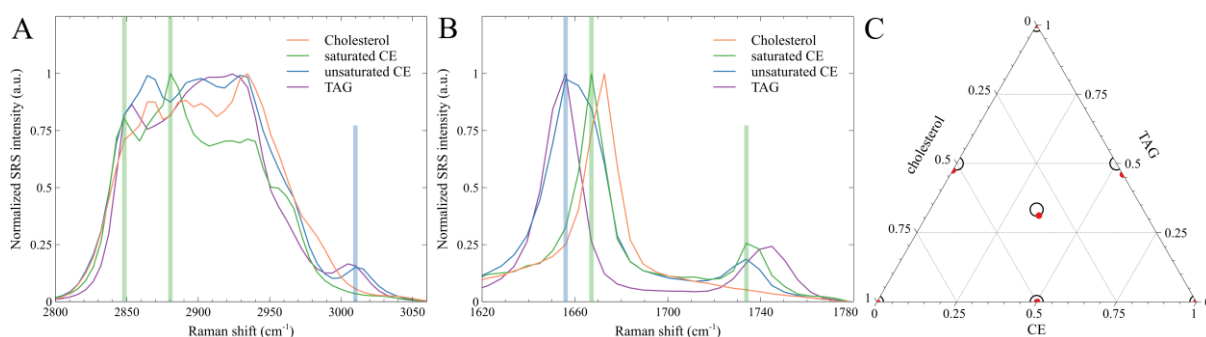 A
Cholesterol
saturated CE
unsaturated CE
TAG
Normalized SRS intensity (a.u.)
1
0.75
0.5
0.25
0
2800
2850
2900
2950
3000
3050
Raman shift (cm-1)
B
Cholesterol
saturated CE
unsaturated CE
TAG
Normalized SRS intensity (a.u.)
1
0.75
0.5
0.25
0
1620
1660
1700
1740
1780
Raman shift (cm-1)
C
0
1
0.25
0.75
cholesterol
TAG
0.5
0.5
0.75
0.25
1
0
0
0.25
0.5
0.75
1
CE